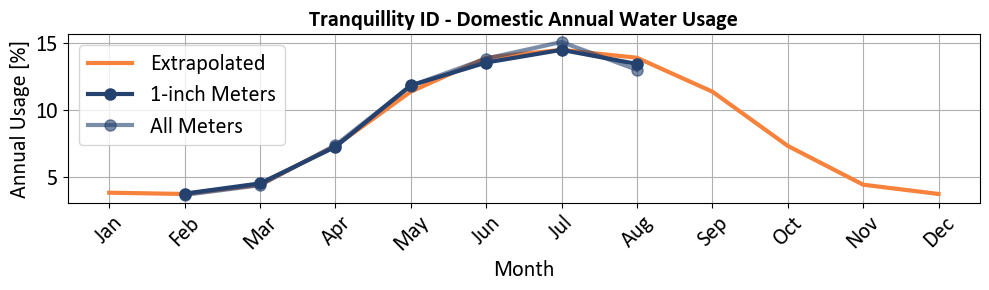 Tranquillity ID - Domestic Annual Water Usage
Annual Usage [%]
15
10
5
Extrapolated
1-inch Meters
All Meters
Jan
Feb
Mar
Apr
May
Jun
Jul
Aug
Sep
Oct
Nov
Dec
Month